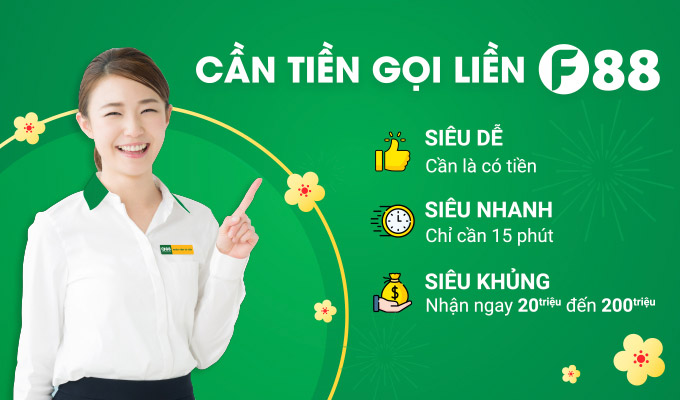 CẦN TIỀN GỌI LIỀN F88
SIÊU DỄ
Cần là có tiền
SIÊU NHANH
Chỉ cần 15 phút
SIÊU KHỦNG
Nhận ngay 20triệu đến 200triệu